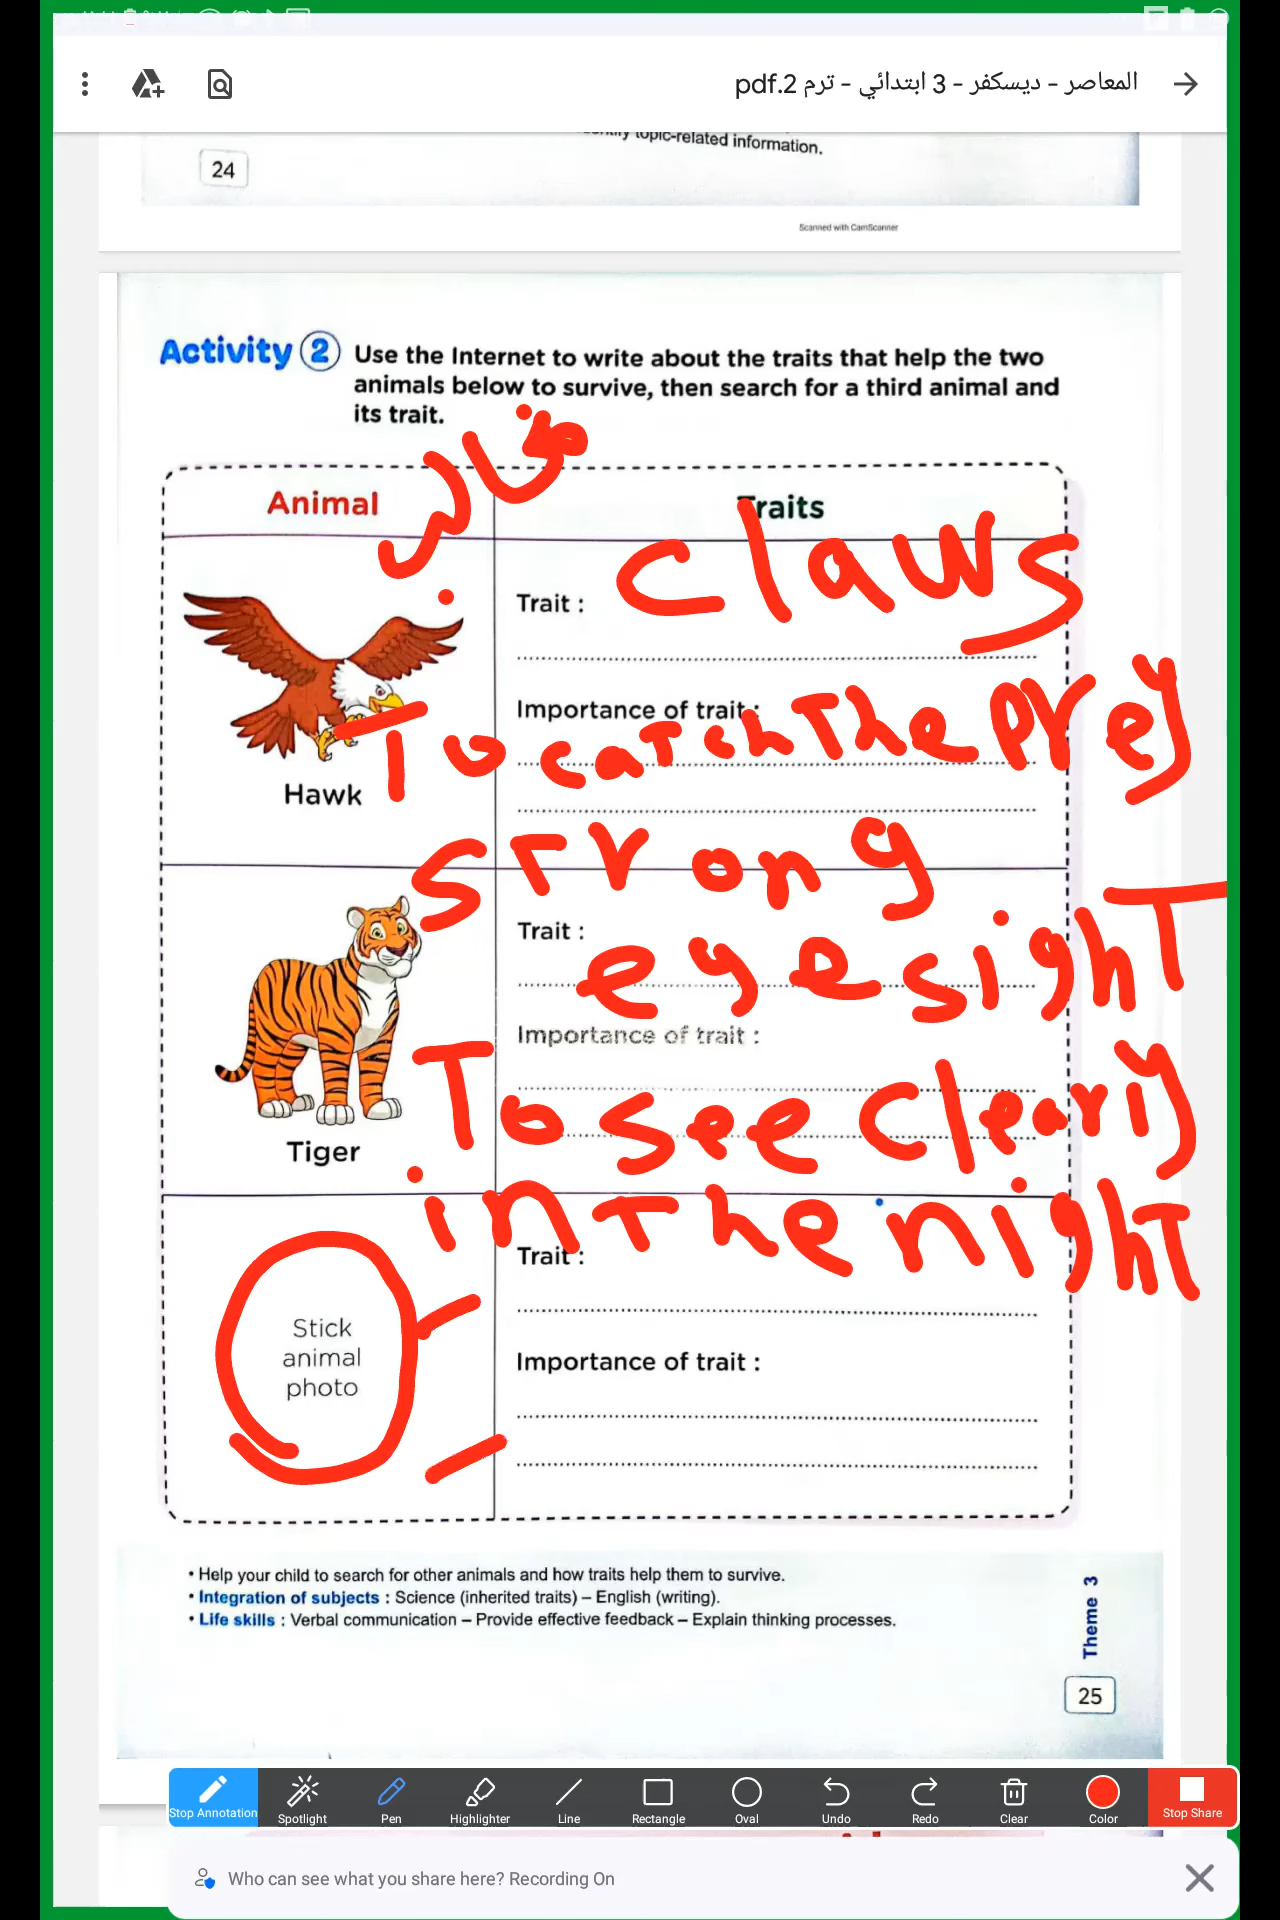 المعاصر - ديسكفر - 3 ابتدائي - ترم 2.pdf
topic-related information.
24
Scanned with CamScanner
Activity 2 Use the Internet to write about the traits that help the two
animals below to survive, then search for a third animal and
its trait.
مخالب
Animal
Traits
Trait :
claws
Importance of trait :
To catch the prey
Hawk
strong
Trait :
eye sight
Importance of trait :
To see clearly
Tiger
in the night
Trait :
Stick
animal
photo
Importance of trait :
• Help your child to search for other animals and how traits help them to survive.
• Integration of subjects : Science (inherited traits) – English (writing).
• Life skills : Verbal communication – Provide effective feedback – Explain thinking processes.
Theme 3
25
Stop Annotation
Spotlight
Pen
Highlighter
Line
Rectangle
Oval
Undo
Redo
Clear
Color
Stop Share
Who can see what you share here? Recording On